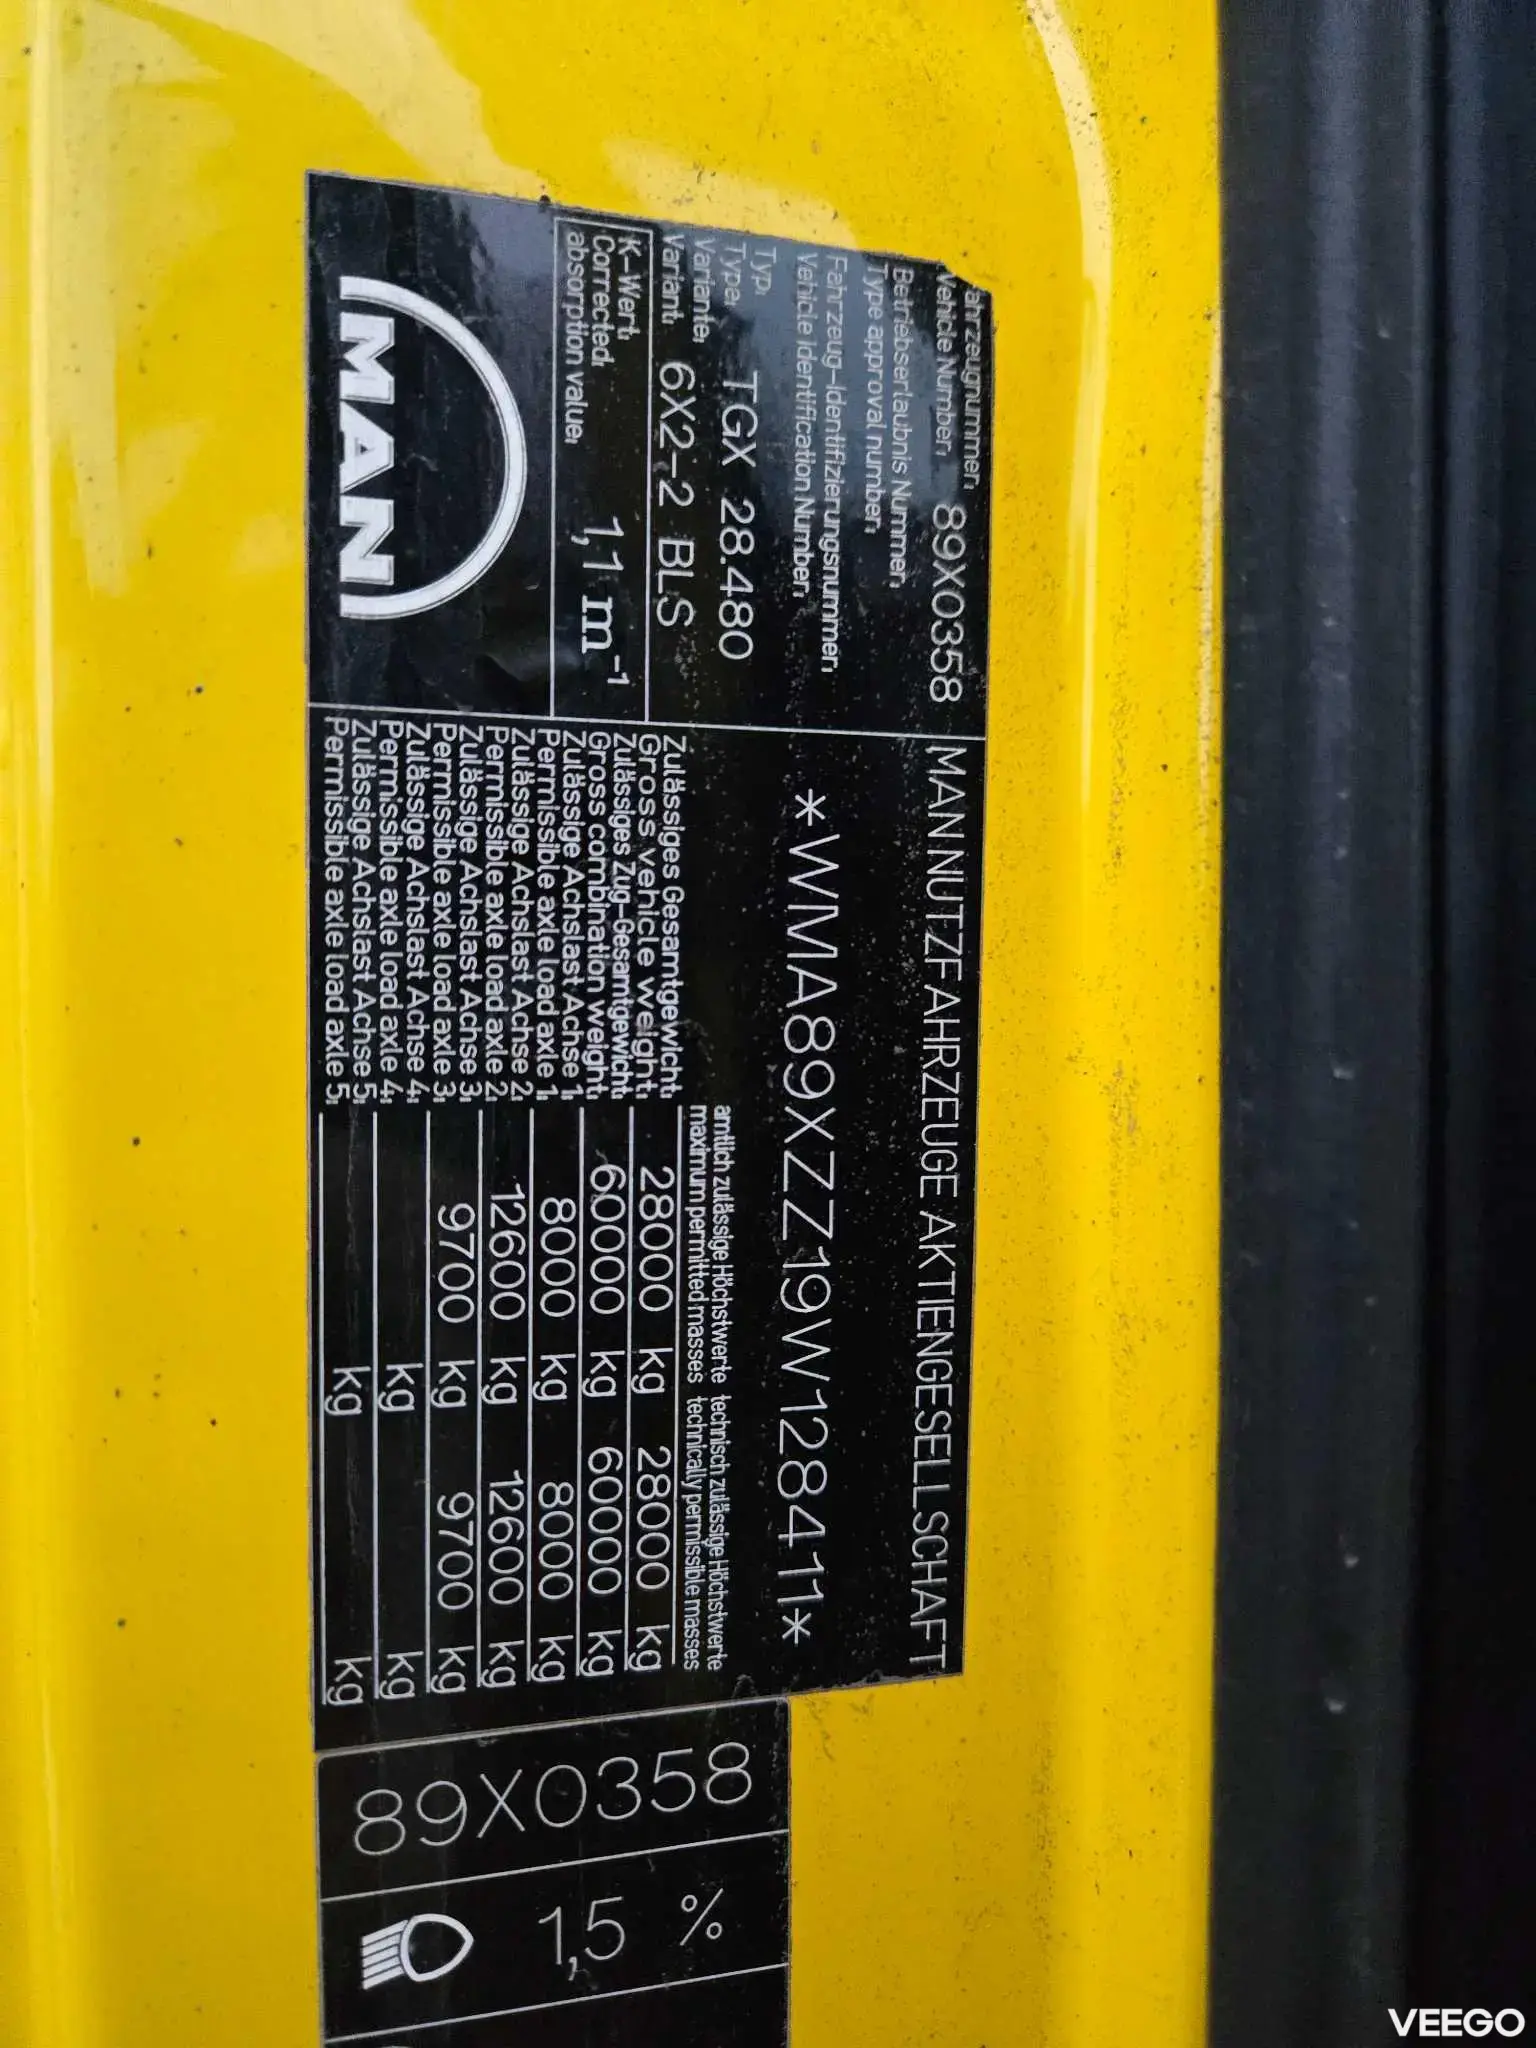 ahrzeugnummer:
Vehicle Number: 89X0358
MAN NUTZFAHRZEUGE AKTIENGESELLSCHAFT
Betriebserlaubnis Nummer:
Type approval number:
Fahrzeug-Identifizierungsnummer:
Vehicle Identification Number: *WMA89XZZ19W128411*
Typ:
Type: TGX 28.480
Variante:
Variant: 6X2-2 BLS
K-Wert:
Corrected:
absorption value: 1,1 m⁻¹
MAN
amtlich zulässige Höchstwerte technisch zulässige Höchstwerte
maximum permitted masses technically permissible masses
Zulässiges Gesamtgewicht:
Gross vehicle weight: 28000 kg 28000 kg
Zulässiges Zug-Gesamtgewicht:
Gross combination weight: 60000 kg 60000 kg
Zulässige Achslast Achse 1:
Permissible axle load axle 1: 8000 kg 8000 kg
Zulässige Achslast Achse 2:
Permissible axle load axle 2: 12600 kg 12600 kg
Zulässige Achslast Achse 3:
Permissible axle load axle 3: 9700 kg 9700 kg
Zulässige Achslast Achse 4:
Permissible axle load axle 4: kg kg
Zulässige Achslast Achse 5:
Permissible axle load axle 5: kg kg
89X0358
1,5 %
VEEGO